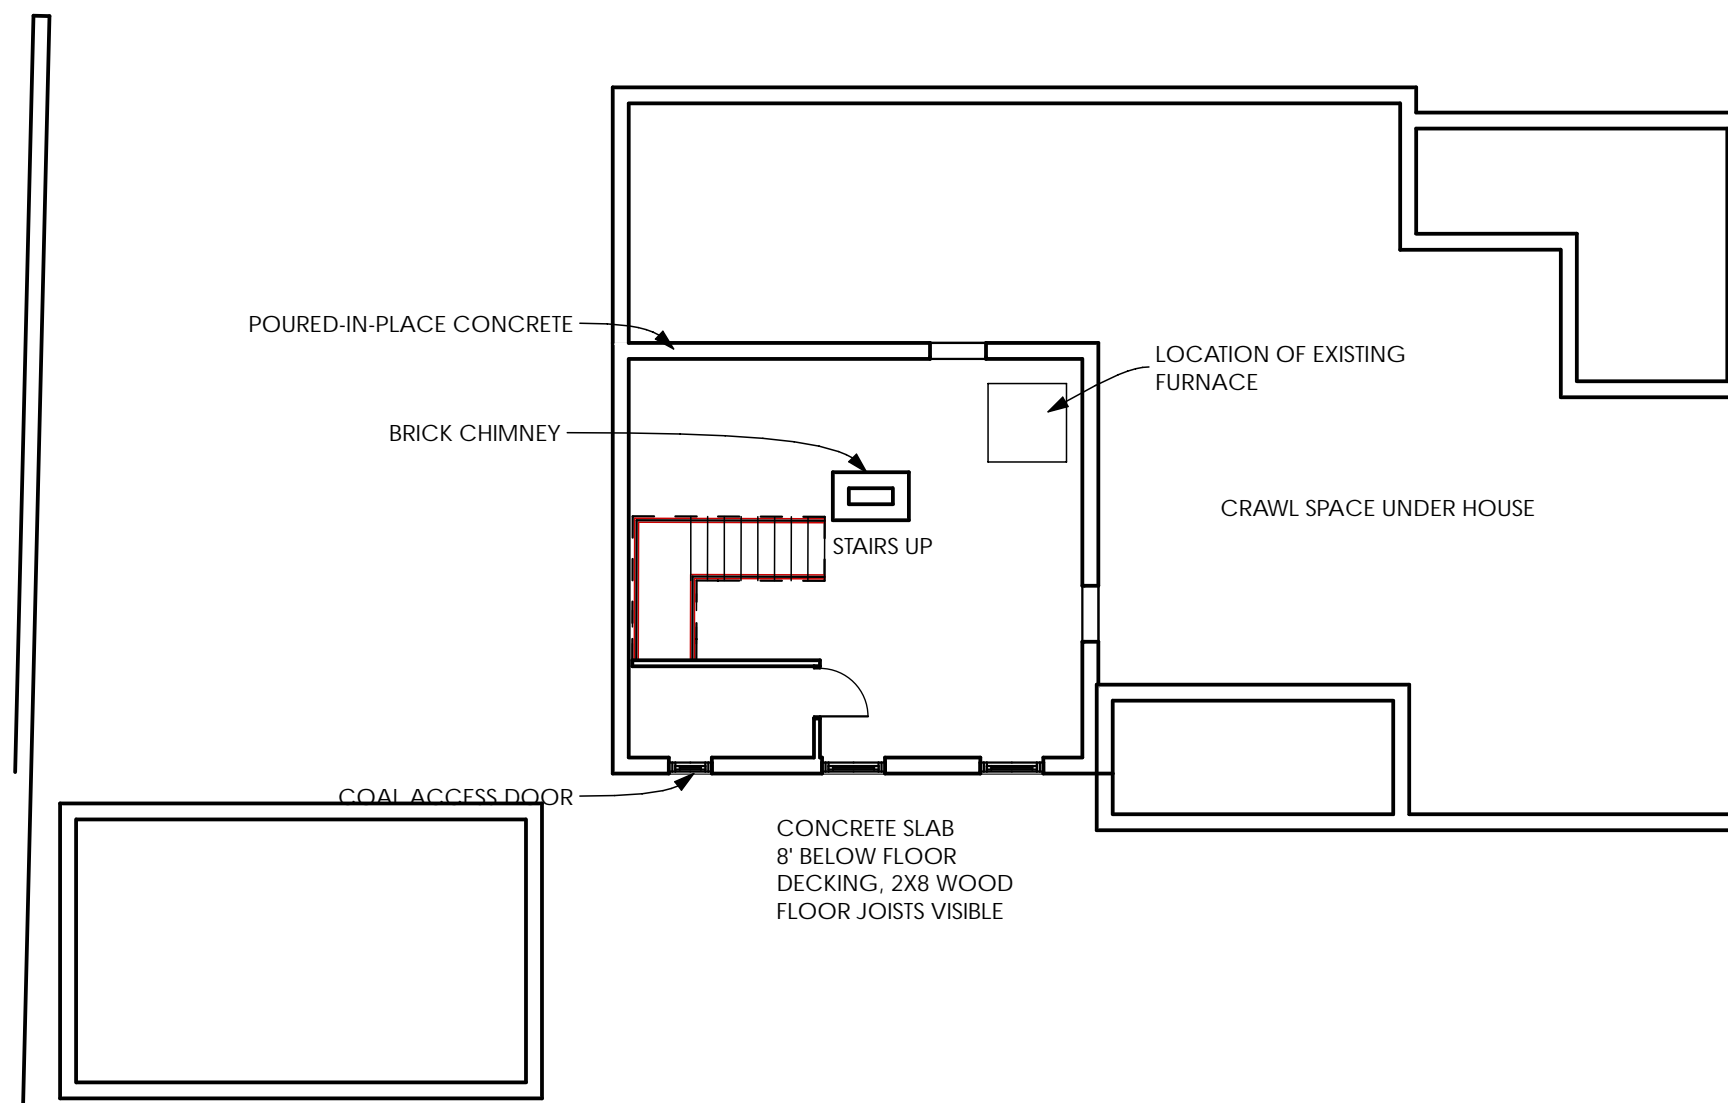 POURED-IN-PLACE CONCRETE
LOCATION OF EXISTING
FURNACE
BRICK CHIMNEY
CRAWL SPACE UNDER HOUSE
STAIRS UP
COAL ACCESS DOOR
CONCRETE SLAB
8' BELOW FLOOR
DECKING, 2X8 WOOD
FLOOR JOISTS VISIBLE